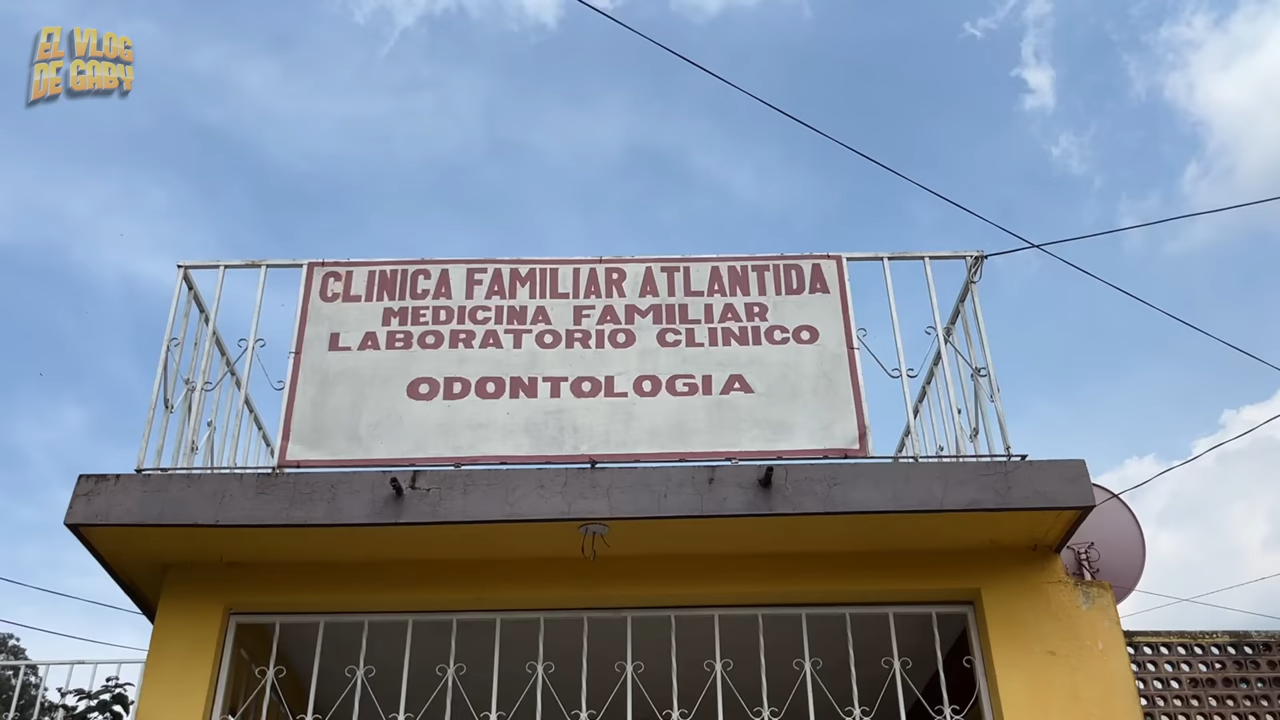 EL VLOG
DE GABY
CLINICA FAMILIAR ATLANTIDA
MEDICINA FAMILIAR
LABORATORIO CLINICO
ODONTOLOGIA